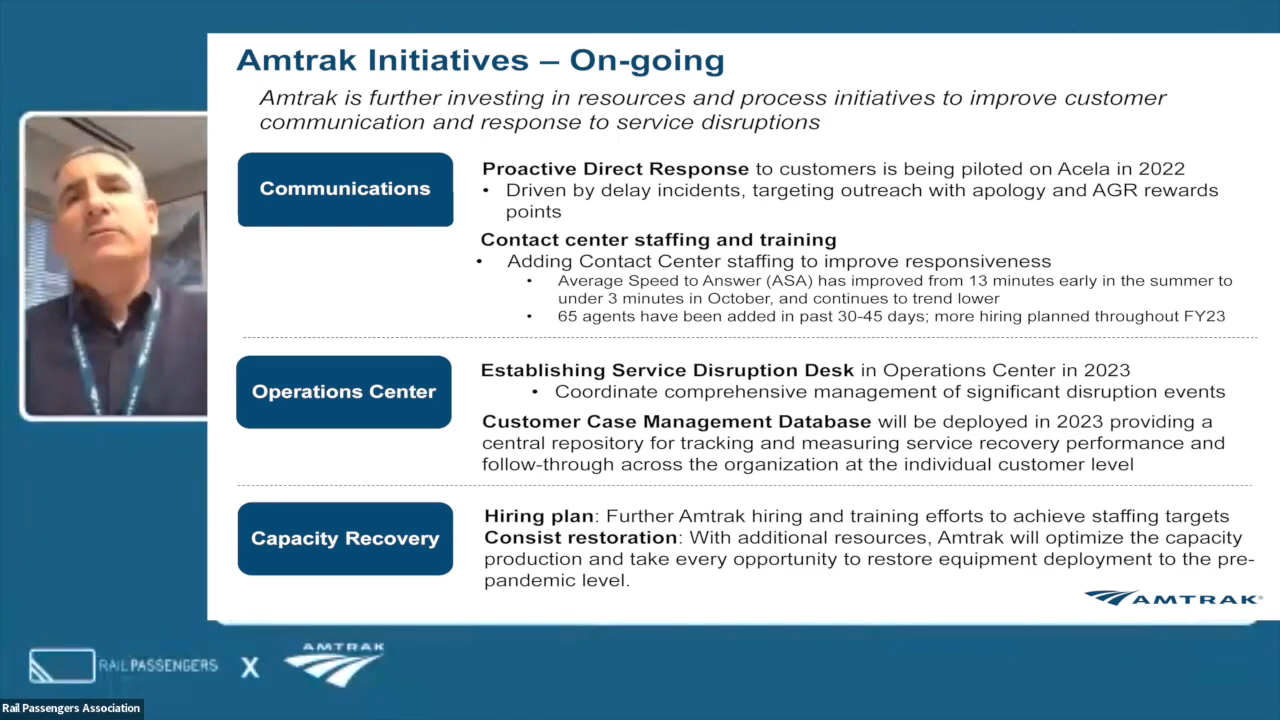 Amtrak Initiatives – On-going
Amtrak is further investing in resources and process initiatives to improve customer
communication and response to service disruptions
Communications
Proactive Direct Response to customers is being piloted on Acela in 2022
• Driven by delay incidents, targeting outreach with apology and AGR rewards
points
Contact center staffing and training
• Adding Contact Center staffing to improve responsiveness
• Average Speed to Answer (ASA) has improved from 13 minutes early in the summer to
under 3 minutes in October, and continues to trend lower
• 65 agents have been added in past 30-45 days; more hiring planned throughout FY23
Operations Center
Establishing Service Disruption Desk in Operations Center in 2023
• Coordinate comprehensive management of significant disruption events
Customer Case Management Database will be deployed in 2023 providing a
central repository for tracking and measuring service recovery performance and
follow-through across the organization at the individual customer level
Capacity Recovery
Hiring plan: Further Amtrak hiring and training efforts to achieve staffing targets
Consist restoration: With additional resources, Amtrak will optimize the capacity
production and take every opportunity to restore equipment deployment to the pre-
pandemic level.
AMTRAK®
RAIL PASSENGERS X AMTRAK
Rail Passengers Association